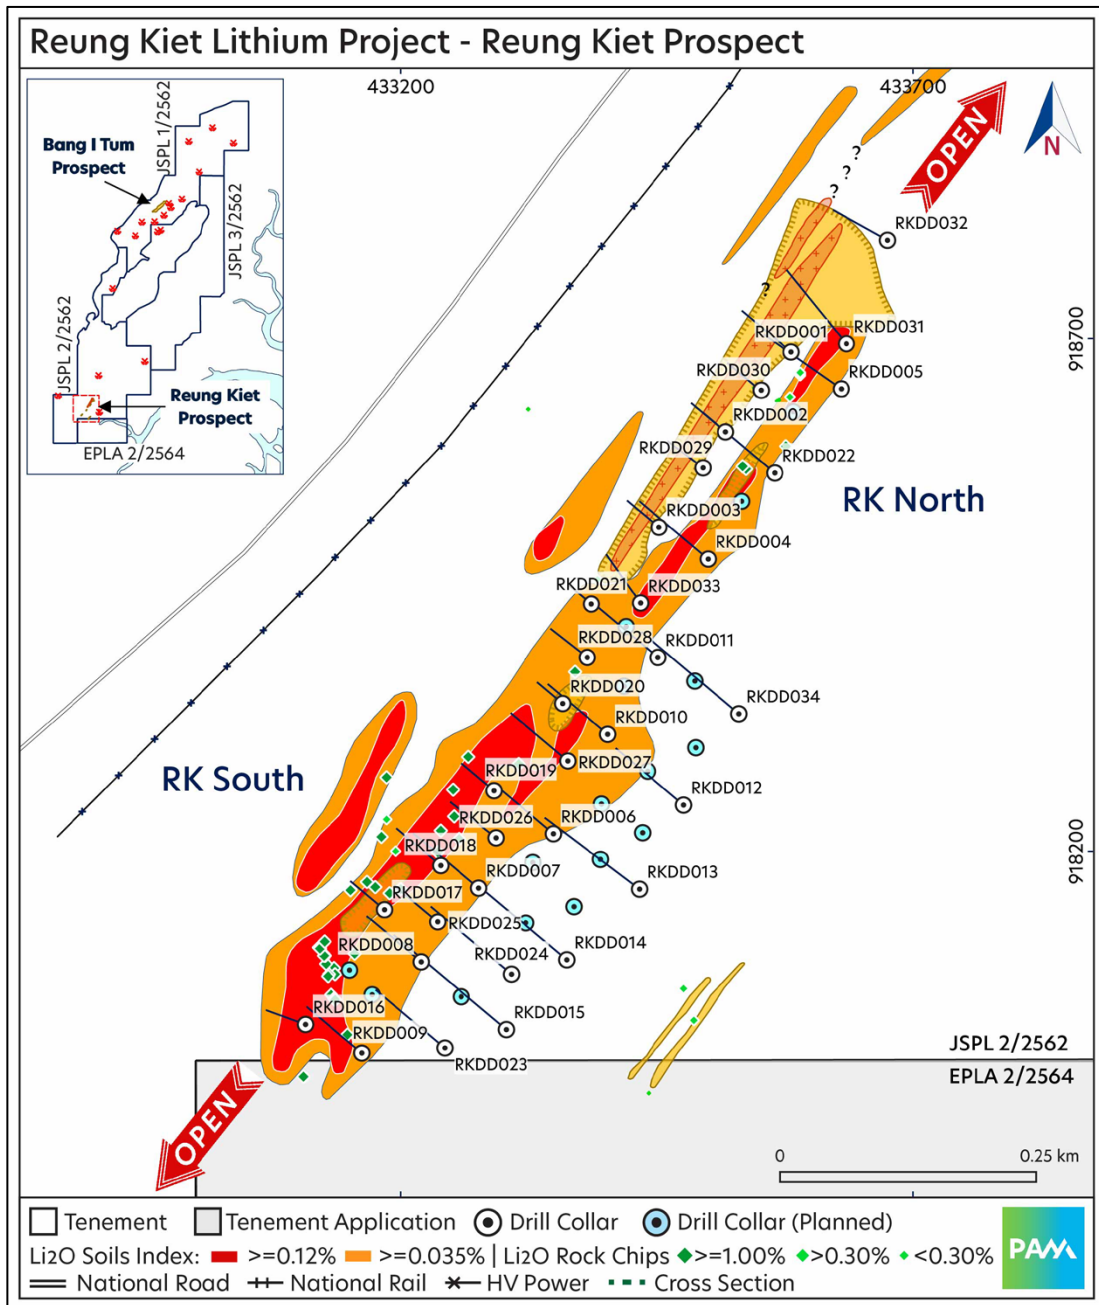 Reung Kiet Lithium Project - Reung Kiet Prospect
433200
433700
918700
918200
Bang I Tum
Prospect
JSPL 1/2562
JSPL 3/2562
JSPL 2/2562
Reung Kiet
Prospect
EPLA 2/2564
OPEN
N
?
?
?
?
RKDD032
RKDD001
RKDD031
RKDD030
RKDD005
RKDD002
RKDD029
RKDD022
RK North
RKDD003
RKDD004
RKDD021
RKDD033
RKDD028
RKDD011
RKDD020
RKDD034
RKDD010
RK South
RKDD019
RKDD027
RKDD012
RKDD026
RKDD006
RKDD018
RKDD007
RKDD013
RKDD017
RKDD025
RKDD008
RKDD014
RKDD024
RKDD016
RKDD015
RKDD009
RKDD023
JSPL 2/2562
EPLA 2/2564
OPEN
0 0.25 km
Tenement Tenement Application Drill Collar Drill Collar (Planned)
Li2O Soils Index: >=0.12% >=0.035% | Li2O Rock Chips >=1.00% >0.30% <0.30%
National Road National Rail HV Power Cross Section
PAM